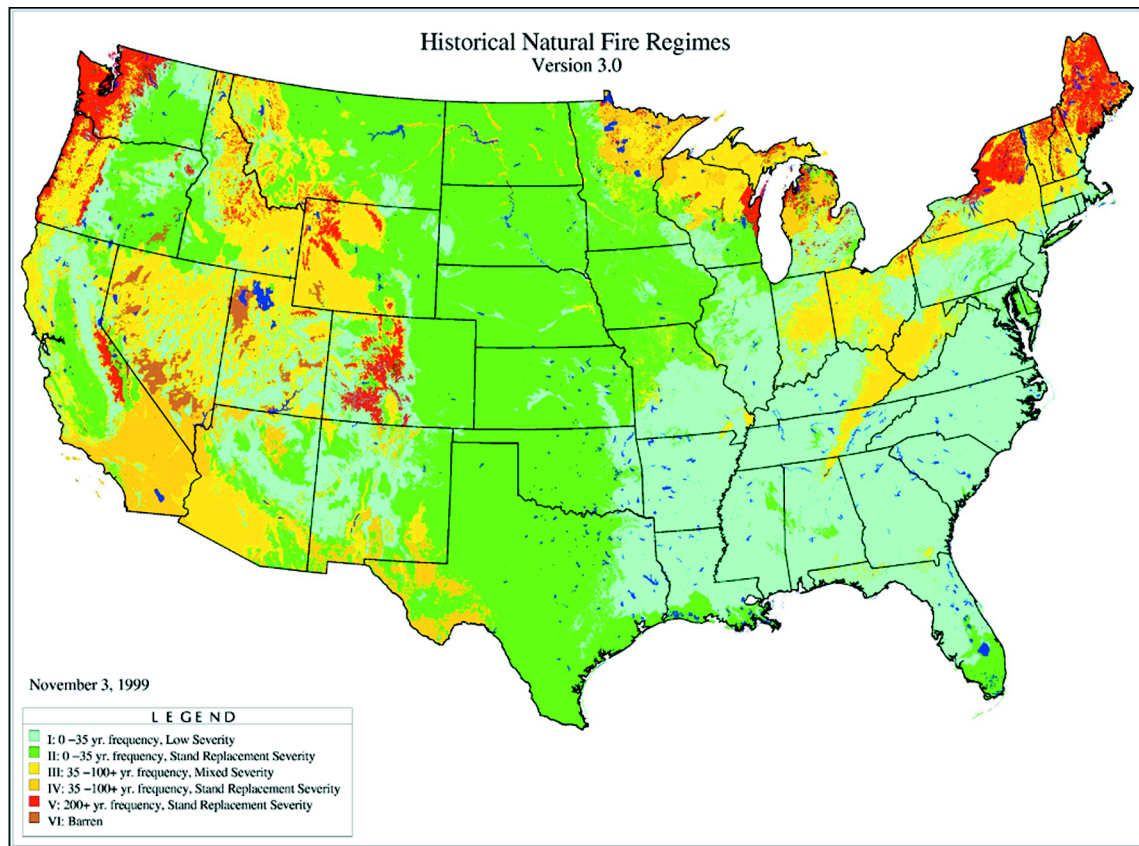 Historical Natural Fire Regimes
Version 3.0
November 3, 1999
LEGEND
I: 0 –35 yr. frequency, Low Severity
II: 0 –35 yr. frequency, Stand Replacement Severity
III: 35 –100+ yr. frequency, Mixed Severity
IV: 35 –100+ yr. frequency, Stand Replacement Severity
V: 200+ yr. frequency, Stand Replacement Severity
VI: Barren